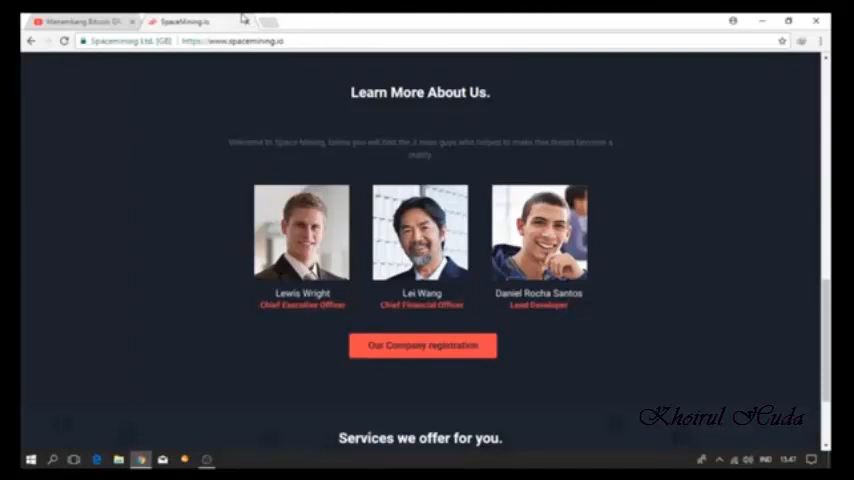 Menambang Bitcoin
SpaceMining.io
Spacemining Ltd. [GB]
https://www.spacemining.io
Learn More About Us.
Welcome to Space Mining, below you will find the 3 main guys who helped to make this dream become a
reality
Lewis Wright
Lei Wang
Daniel Rocha Santos
Chief Executive Officer
Chief Financial Officer
Lead Developer
Our Company registration
Khoirul Huda
Services we offer for you.
IND
15.47